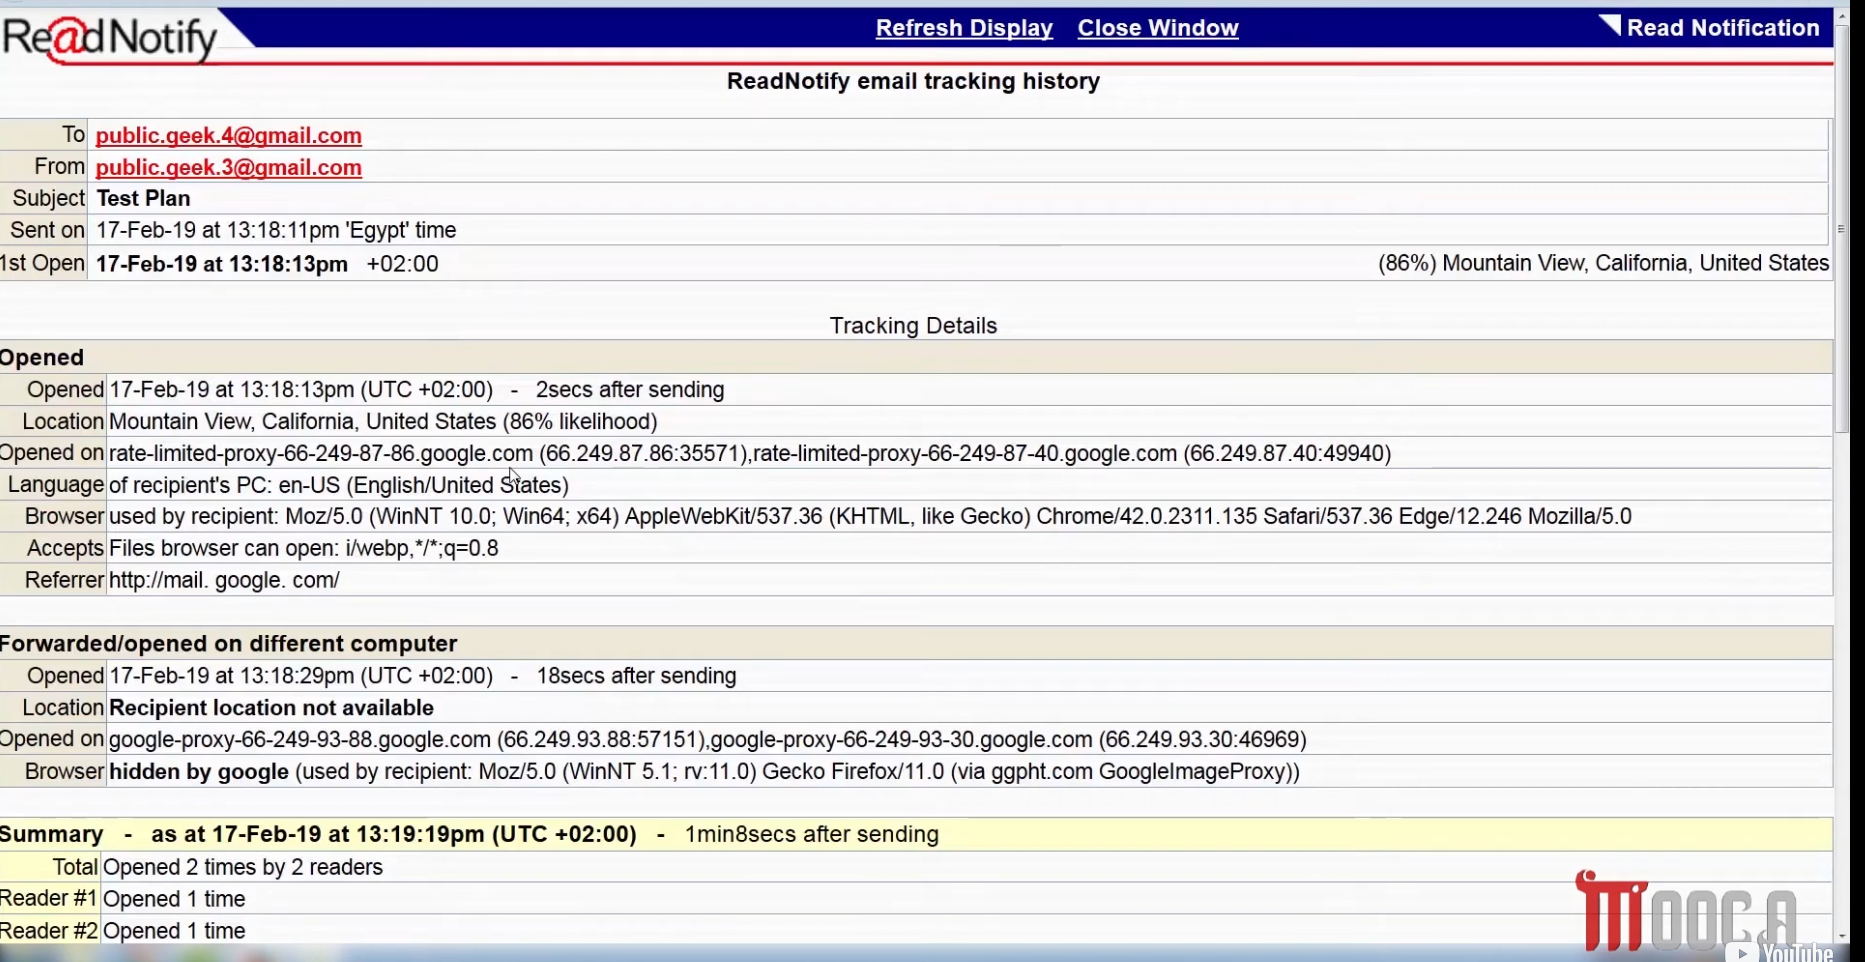 Re@dNotify Refresh Display Close Window Read Notification
ReadNotify email tracking history
To public.geek.4@gmail.com
From public.geek.3@gmail.com
Subject Test Plan
Sent on 17-Feb-19 at 13:18:11pm 'Egypt' time
1st Open 17-Feb-19 at 13:18:13pm +02:00 (86%) Mountain View, California, United States
Tracking Details
Opened
Opened 17-Feb-19 at 13:18:13pm (UTC +02:00) - 2secs after sending
Location Mountain View, California, United States (86% likelihood)
Opened on rate-limited-proxy-66-249-87-86.google.com (66.249.87.86:35571),rate-limited-proxy-66-249-87-40.google.com (66.249.87.40:49940)
Language of recipient's PC: en-US (English/United States)
Browser used by recipient: Moz/5.0 (WinNT 10.0; Win64; x64) AppleWebKit/537.36 (KHTML, like Gecko) Chrome/42.0.2311.135 Safari/537.36 Edge/12.246 Mozilla/5.0
Accepts Files browser can open: i/webp,*/*;q=0.8
Referrer http://mail. google. com/
Forwarded/opened on different computer
Opened 17-Feb-19 at 13:18:29pm (UTC +02:00) - 18secs after sending
Location Recipient location not available
Opened on google-proxy-66-249-93-88.google.com (66.249.93.88:57151),google-proxy-66-249-93-30.google.com (66.249.93.30:46969)
Browser hidden by google (used by recipient: Moz/5.0 (WinNT 5.1; rv:11.0) Gecko Firefox/11.0 (via ggpht.com GoogleImageProxy))
Summary - as at 17-Feb-19 at 13:19:19pm (UTC +02:00) - 1min8secs after sending
Total Opened 2 times by 2 readers
Reader #1 Opened 1 time
Reader #2 Opened 1 time
MOOCA
YouTube